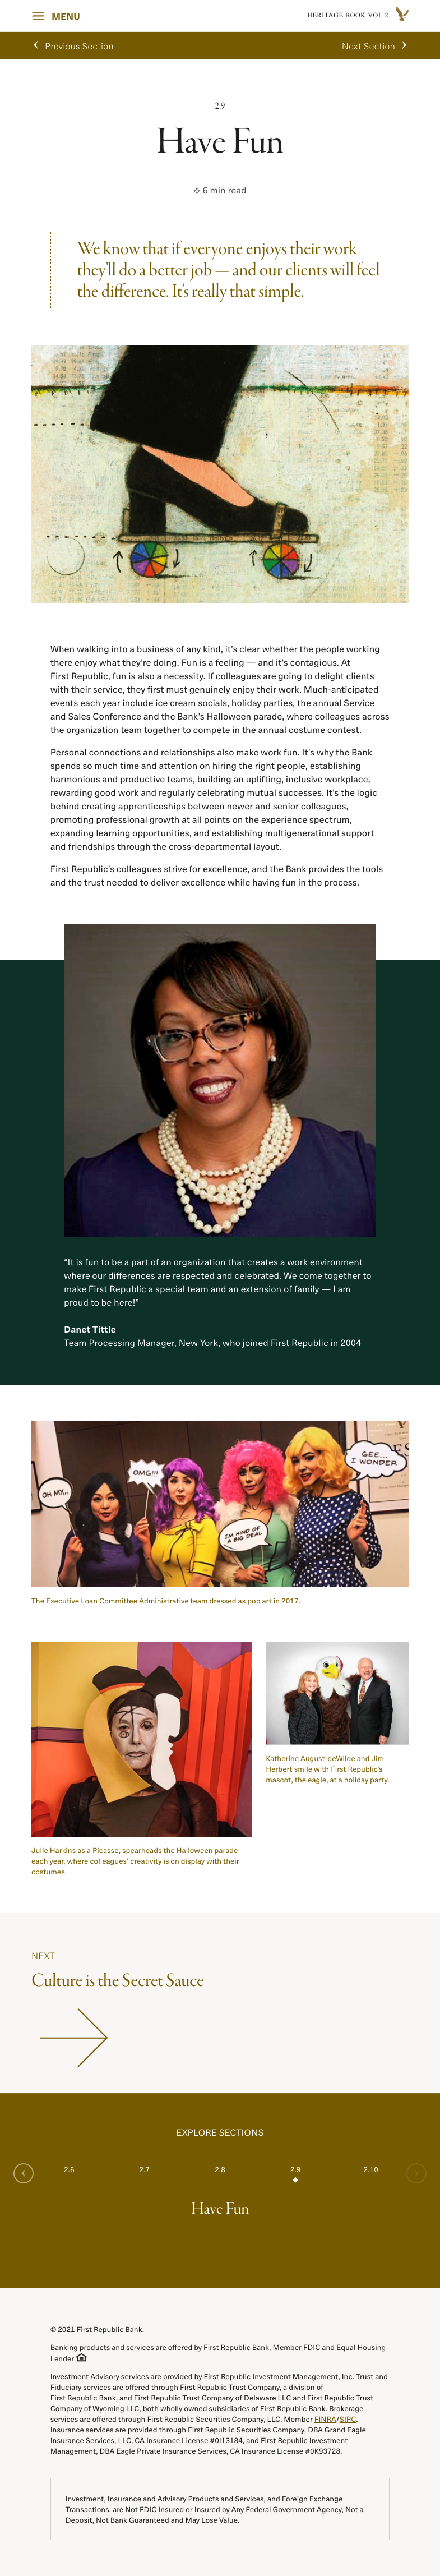 MENU
HERITAGE BOOK VOL 2
Previous Section
Next Section
2.9
Have Fun
6 min read
We know that if everyone enjoys their work
they'll do a better job — and our clients will feel
the difference. It's really that simple.
When walking into a business of any kind, it's clear whether the people working
there enjoy what they're doing. Fun is a feeling — and it's contagious. At
First Republic, fun is also a necessity. If colleagues are going to delight clients
with their service, they first must genuinely enjoy their work. Much-anticipated
events each year include ice cream socials, holiday parties, the annual Service
and Sales Conference and the Bank's Halloween parade, where colleagues across
the organization team together to compete in the annual costume contest.
Personal connections and relationships also make work fun. It's why the Bank
spends so much time and attention on hiring the right people, establishing
harmonious and productive teams, building an uplifting, inclusive workplace,
rewarding good work and regularly celebrating mutual successes. It's the logic
behind creating apprenticeships between newer and senior colleagues,
promoting professional growth at all points on the experience spectrum,
expanding learning opportunities, and establishing multigenerational support
and friendships through the cross-departmental layout.
First Republic's colleagues strive for excellence, and the Bank provides the tools
and the trust needed to deliver excellence while having fun in the process.
"It is fun to be a part of an organization that creates a work environment
where our differences are respected and celebrated. We come together to
make First Republic a special team and an extension of family — I am
proud to be here!"
Danet Tittle
Team Processing Manager, New York, who joined First Republic in 2004
OH MY...
OMG!!!
I'M KIND OF
A BIG DEAL
GEE...
I WONDER
The Executive Loan Committee Administrative team dressed as pop art in 2017.
Julie Harkins as a Picasso, spearheads the Halloween parade
each year, where colleagues' creativity is on display with their
costumes.
Katherine August-deWilde and Jim
Herbert smile with First Republic's
mascot, the eagle, at a holiday party.
NEXT
Culture is the Secret Sauce
EXPLORE SECTIONS
2.6
2.7
2.8
2.9
2.10
Have Fun
© 2021 First Republic Bank.
Banking products and services are offered by First Republic Bank, Member FDIC and Equal Housing
Lender
Investment Advisory services are provided by First Republic Investment Management, Inc. Trust and
Fiduciary services are offered through First Republic Trust Company, a division of
First Republic Bank, and First Republic Trust Company of Delaware LLC and First Republic Trust
Company of Wyoming LLC, both wholly owned subsidiaries of First Republic Bank. Brokerage
services are offered through First Republic Securities Company, LLC, Member FINRA/SIPC.
Insurance services are provided through First Republic Securities Company, DBA Grand Eagle
Insurance Services, LLC, CA Insurance License #0I13184, and First Republic Investment
Management, DBA Eagle Private Insurance Services, CA Insurance License #0K93728.
Investment, Insurance and Advisory Products and Services, and Foreign Exchange
Transactions, are Not FDIC Insured or Insured by Any Federal Government Agency, Not a
Deposit, Not Bank Guaranteed and May Lose Value.